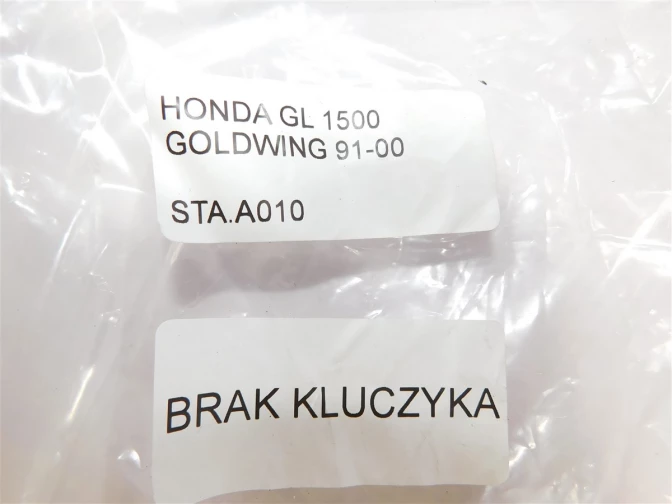 HONDA GL 1500
GOLDWING 91-00
STA.A010
BRAK KLUCZYKA